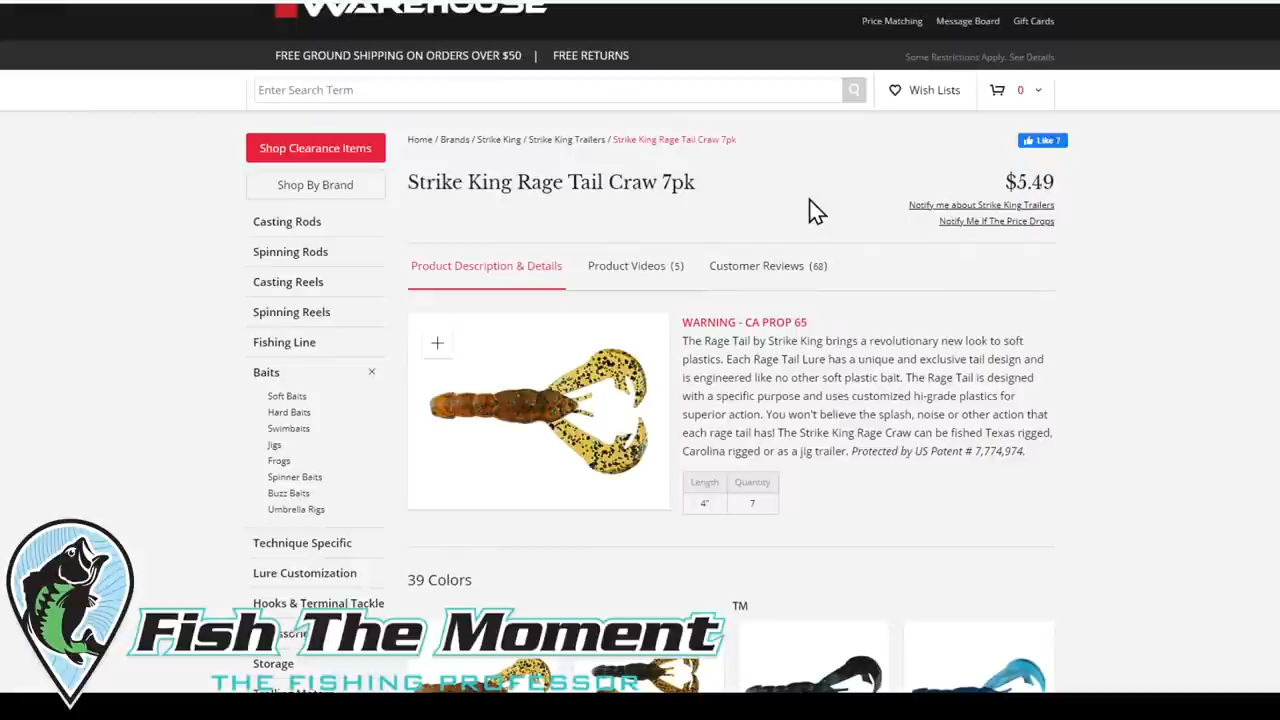 WAREHOUSE
Price Matching
Message Board
Gift Cards
FREE GROUND SHIPPING ON ORDERS OVER $50 | FREE RETURNS
Some Restrictions Apply. See Details
Enter Search Term
Wish Lists
0
Shop Clearance Items
Home / Brands / Strike King / Strike King Trailers / Strike King Rage Tail Craw 7pk
Like 7
Shop By Brand
Strike King Rage Tail Craw 7pk
$5.49
Notify me about Strike King Trailers
Notify Me If The Price Drops
Casting Rods
Spinning Rods
Casting Reels
Spinning Reels
Fishing Line
Baits
Soft Baits
Hard Baits
Swimbaits
Jigs
Frogs
Spinner Baits
Buzz Baits
Umbrella Rigs
Technique Specific
Lure Customization
Hooks & Terminal Tackle
Storage
Product Description & Details
Product Videos (5)
Customer Reviews (68)
WARNING - CA PROP 65
The Rage Tail by Strike King brings a revolutionary new look to soft
plastics. Each Rage Tail Lure has a unique and exclusive tail design and
is engineered like no other soft plastic bait. The Rage Tail is designed
with a specific purpose and uses customized hi-grade plastics for
superior action. You won't believe the splash, noise or other action that
each rage tail has! The Strike King Rage Craw can be fished Texas rigged,
Carolina rigged or as a jig trailer. Protected by US Patent # 7,774,974.
Length Quantity
4" 7
39 Colors
Fish The Moment TM
THE FISHING PROFESSOR